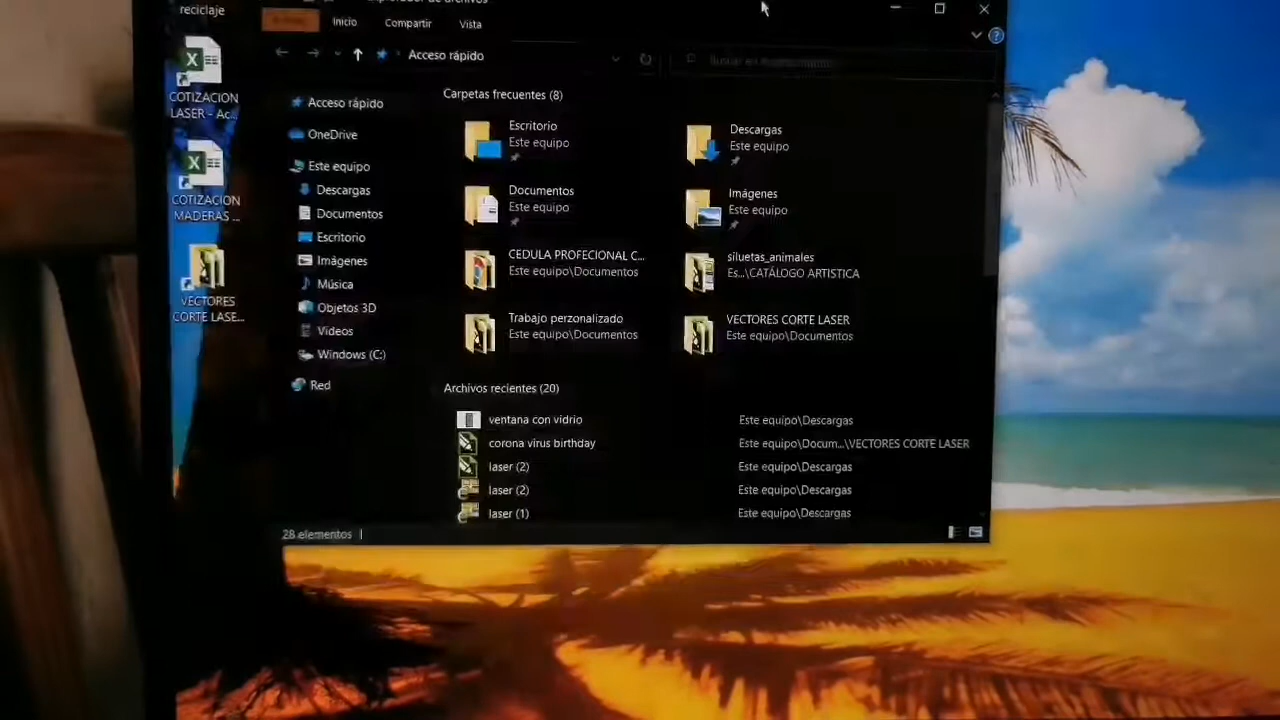 reciclaje
COTIZACION
LASER - Ac...
COTIZACION
MADERAS ...
VECTORES
CORTE LASE...
Explorador de archivos
Inicio
Compartir
Vista
Acceso rápido
Acceso rápido
OneDrive
Este equipo
Descargas
Documentos
Escritorio
Imágenes
Música
Objetos 3D
Vídeos
Windows (C:)
Red
Carpetas frecuentes (8)
Escritorio
Este equipo
Descargas
Este equipo
Documentos
Este equipo
Imágenes
Este equipo
CEDULA PROFECIONAL C...
Este equipo\Documentos
siluetas_animales
Es...\CATÁLOGO ARTISTICA
Trabajo perzonalizado
Este equipo\Documentos
VECTORES CORTE LASER
Este equipo\Documentos
Archivos recientes (20)
ventana con vidrio Este equipo\Descargas
corona virus birthday Este equipo\Docum...\VECTORES CORTE LASER
laser (2) Este equipo\Descargas
laser (2) Este equipo\Descargas
laser (1) Este equipo\Descargas
28 elementos